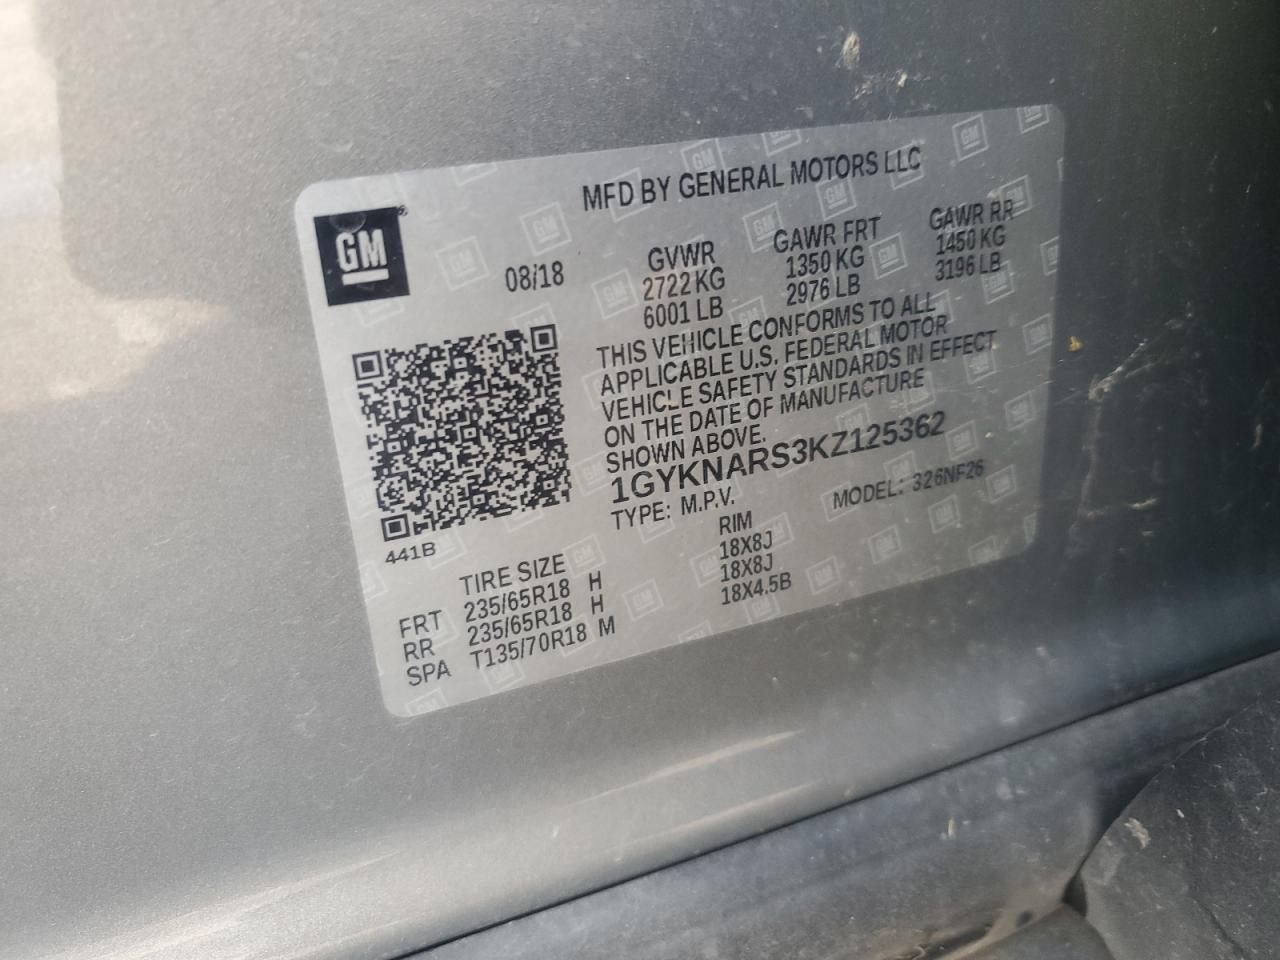 MFD BY GENERAL MOTORS LLC
GM
08/18
GVWR GAWR FRT GAWR RR
2722 KG 1350 KG 1450 KG
6001 LB 2976 LB 3196 LB
THIS VEHICLE CONFORMS TO ALL
APPLICABLE U.S. FEDERAL MOTOR
VEHICLE SAFETY STANDARDS IN EFFECT
ON THE DATE OF MANUFACTURE
SHOWN ABOVE.
1GYKNARS3KZ125362
TYPE: M.P.V. MODEL: 326NF26
441B
TIRE SIZE RIM
FRT 235/65R18 H 18X8J
RR 235/65R18 H 18X8J
SPA T135/70R18 M 18X4.5B